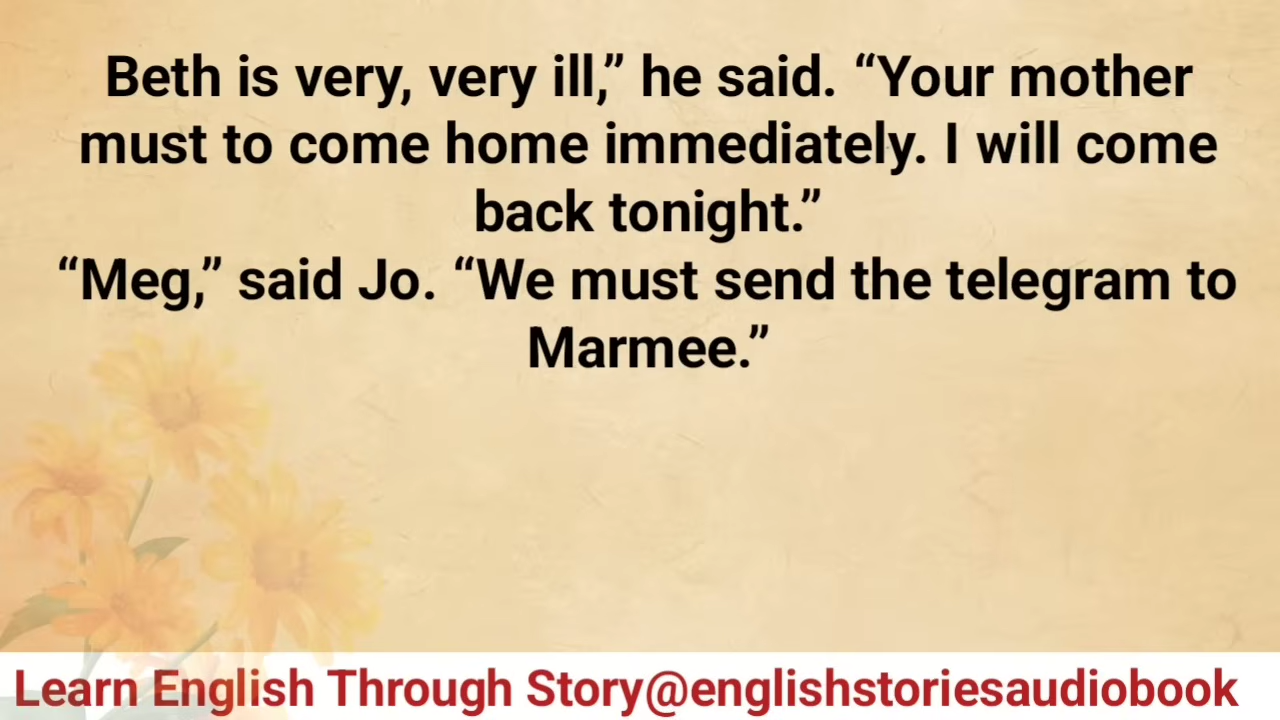 Beth is very, very ill,” he said. “Your mother
must to come home immediately. I will come
back tonight.”
“Meg,” said Jo. “We must send the telegram to
Marmee.”
Learn English Through Story@englishstoriesaudiobook